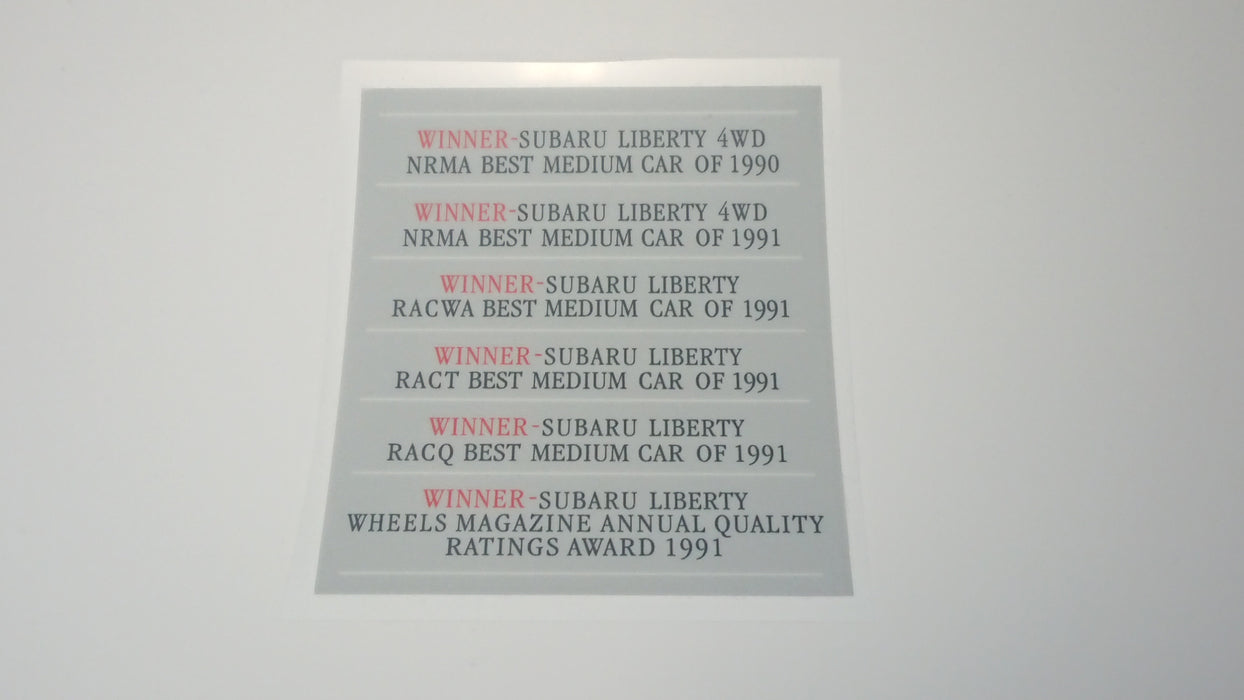 WINNER-SUBARU LIBERTY 4WD
NRMA BEST MEDIUM CAR OF 1990
WINNER-SUBARU LIBERTY 4WD
NRMA BEST MEDIUM CAR OF 1991
WINNER-SUBARU LIBERTY
RACWA BEST MEDIUM CAR OF 1991
WINNER-SUBARU LIBERTY
RACT BEST MEDIUM CAR OF 1991
WINNER-SUBARU LIBERTY
RACQ BEST MEDIUM CAR OF 1991
WINNER-SUBARU LIBERTY
WHEELS MAGAZINE ANNUAL QUALITY
RATINGS AWARD 1991